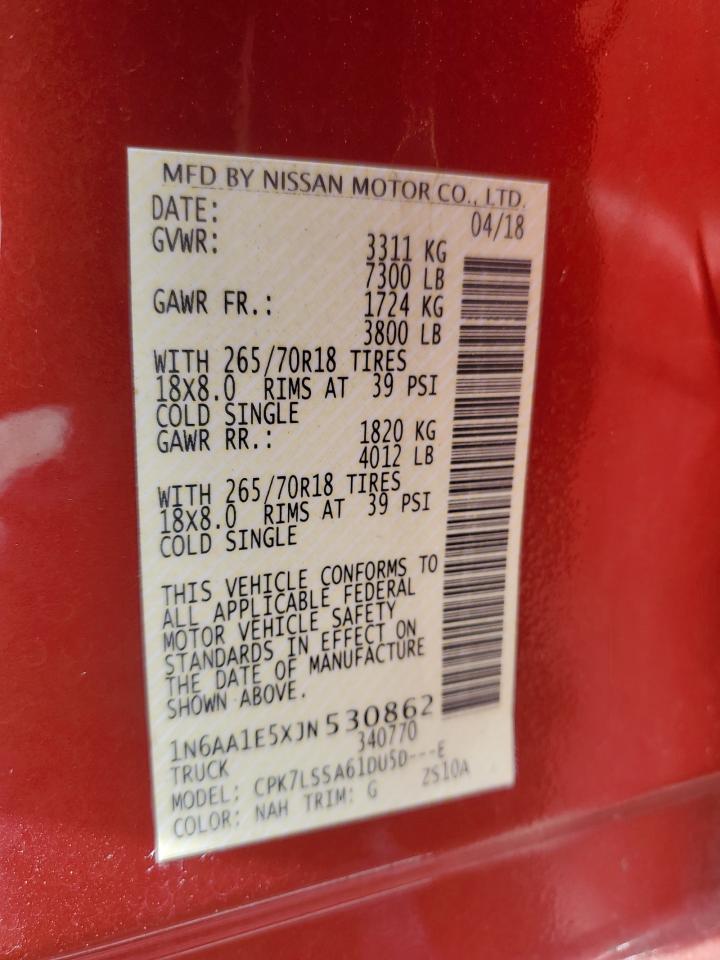 MFD BY NISSAN MOTOR CO., LTD.
DATE: 04/18
GVWR: 3311 KG
7300 LB
GAWR FR.: 1724 KG
3800 LB
WITH 265/70R18 TIRES
18X8.0 RIMS AT 39 PSI
COLD SINGLE
GAWR RR.: 1820 KG
4012 LB
WITH 265/70R18 TIRES
18X8.0 RIMS AT 39 PSI
COLD SINGLE
THIS VEHICLE CONFORMS TO
ALL APPLICABLE FEDERAL
MOTOR VEHICLE SAFETY
STANDARDS IN EFFECT ON
THE DATE OF MANUFACTURE
SHOWN ABOVE.
1N6AA1E5XJN530862
TRUCK 340770
MODEL: CPK7LSSA61DU5D---E
COLOR: NAH TRIM: G ZS10A